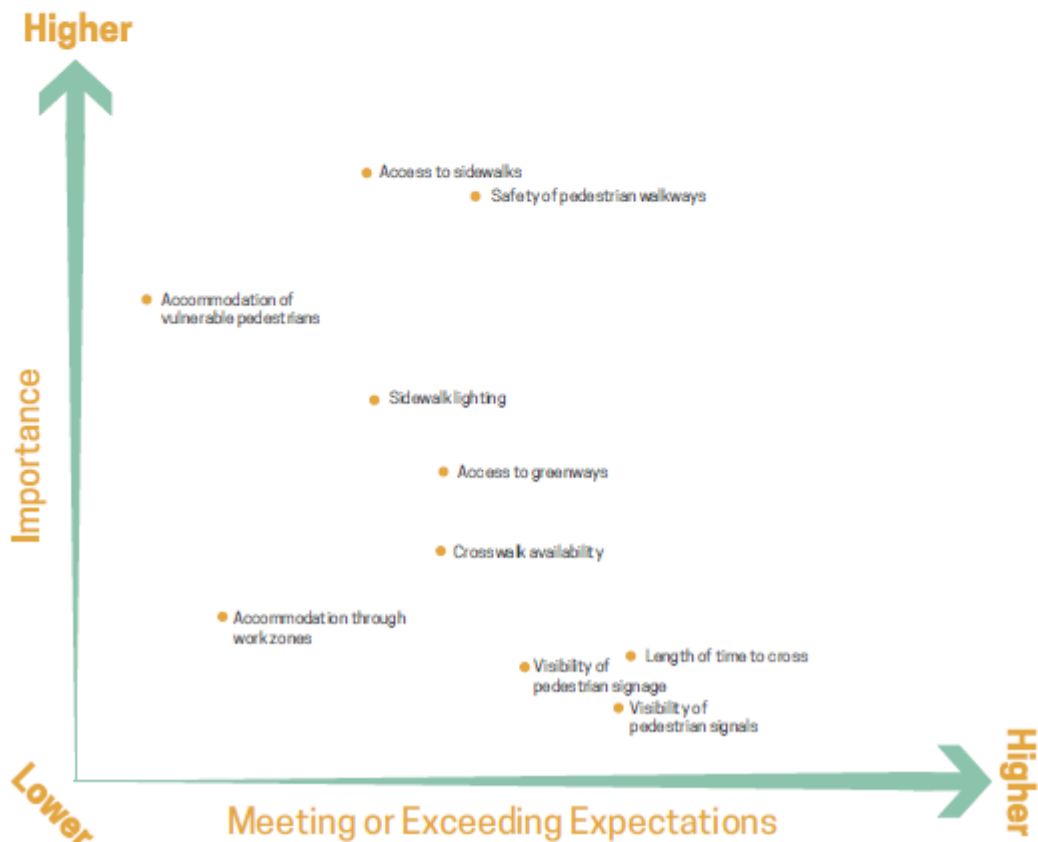 Higher
Access to sidewalks
Safety of pedestrian walkways
Accommodation of
vulnerable pedestrians
Sidewalk lighting
Importance
Access to greenways
Crosswalk availability
Accommodation through
work zones
Length of time to cross
Visibility of
pedestrian signage
Visibility of
pedestrian signals
Higher
Lower
Meeting or Exceeding Expectations